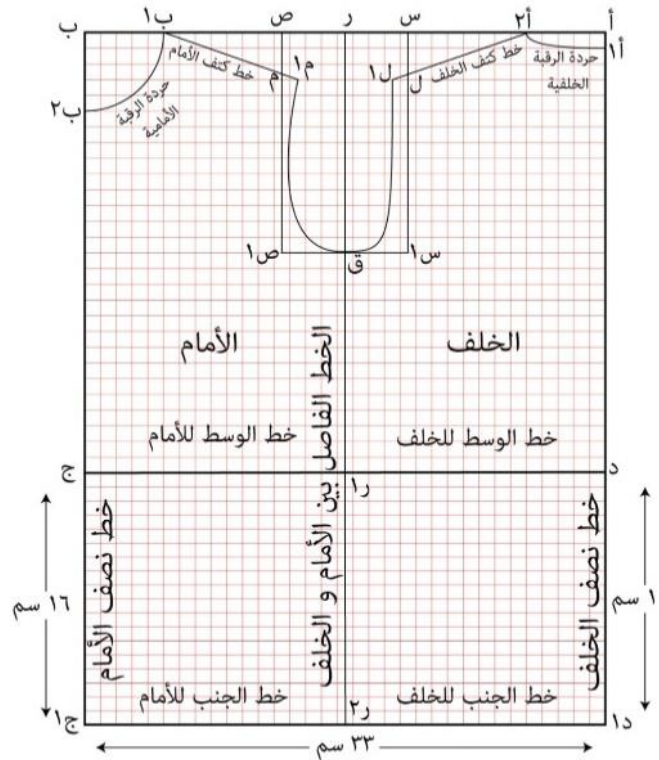 أ
أ٢
س
ر
ص
ب١
ب
أ١
حردة الرقبة
الخلفية
خط كتف الخلف
ل
ل١
م١
م
خط كتف الأمام
حردة الرقبة
الأمامية
ب٢
س١
ق
ص١
الخلف
الأمام
الخط الفاصل بين الأمام و الخلف
خط الوسط للخلف
خط الوسط للأمام
د
ر١
ج
خط نصف الخلف
خط نصف الأمام
١ سم
١٦ سم
خط الجنب للخلف
خط الجنب للأمام
د١
ر٢
ج١
٣٣ سم